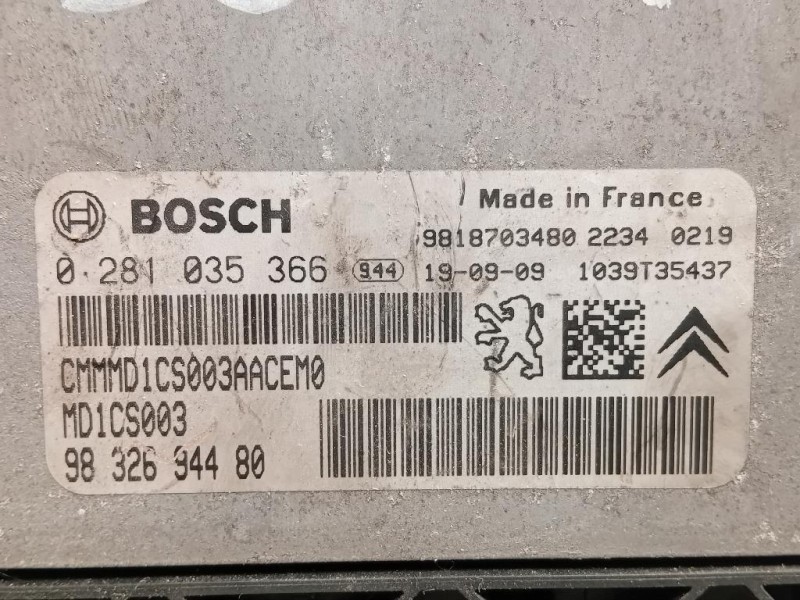 BOSCH
Made in France
9818703480 2234 0219
0 281 035 366 944 19-09-09 1039T35437
CMMMD1CS003AACEM0
MD1CS003
98 326 944 80